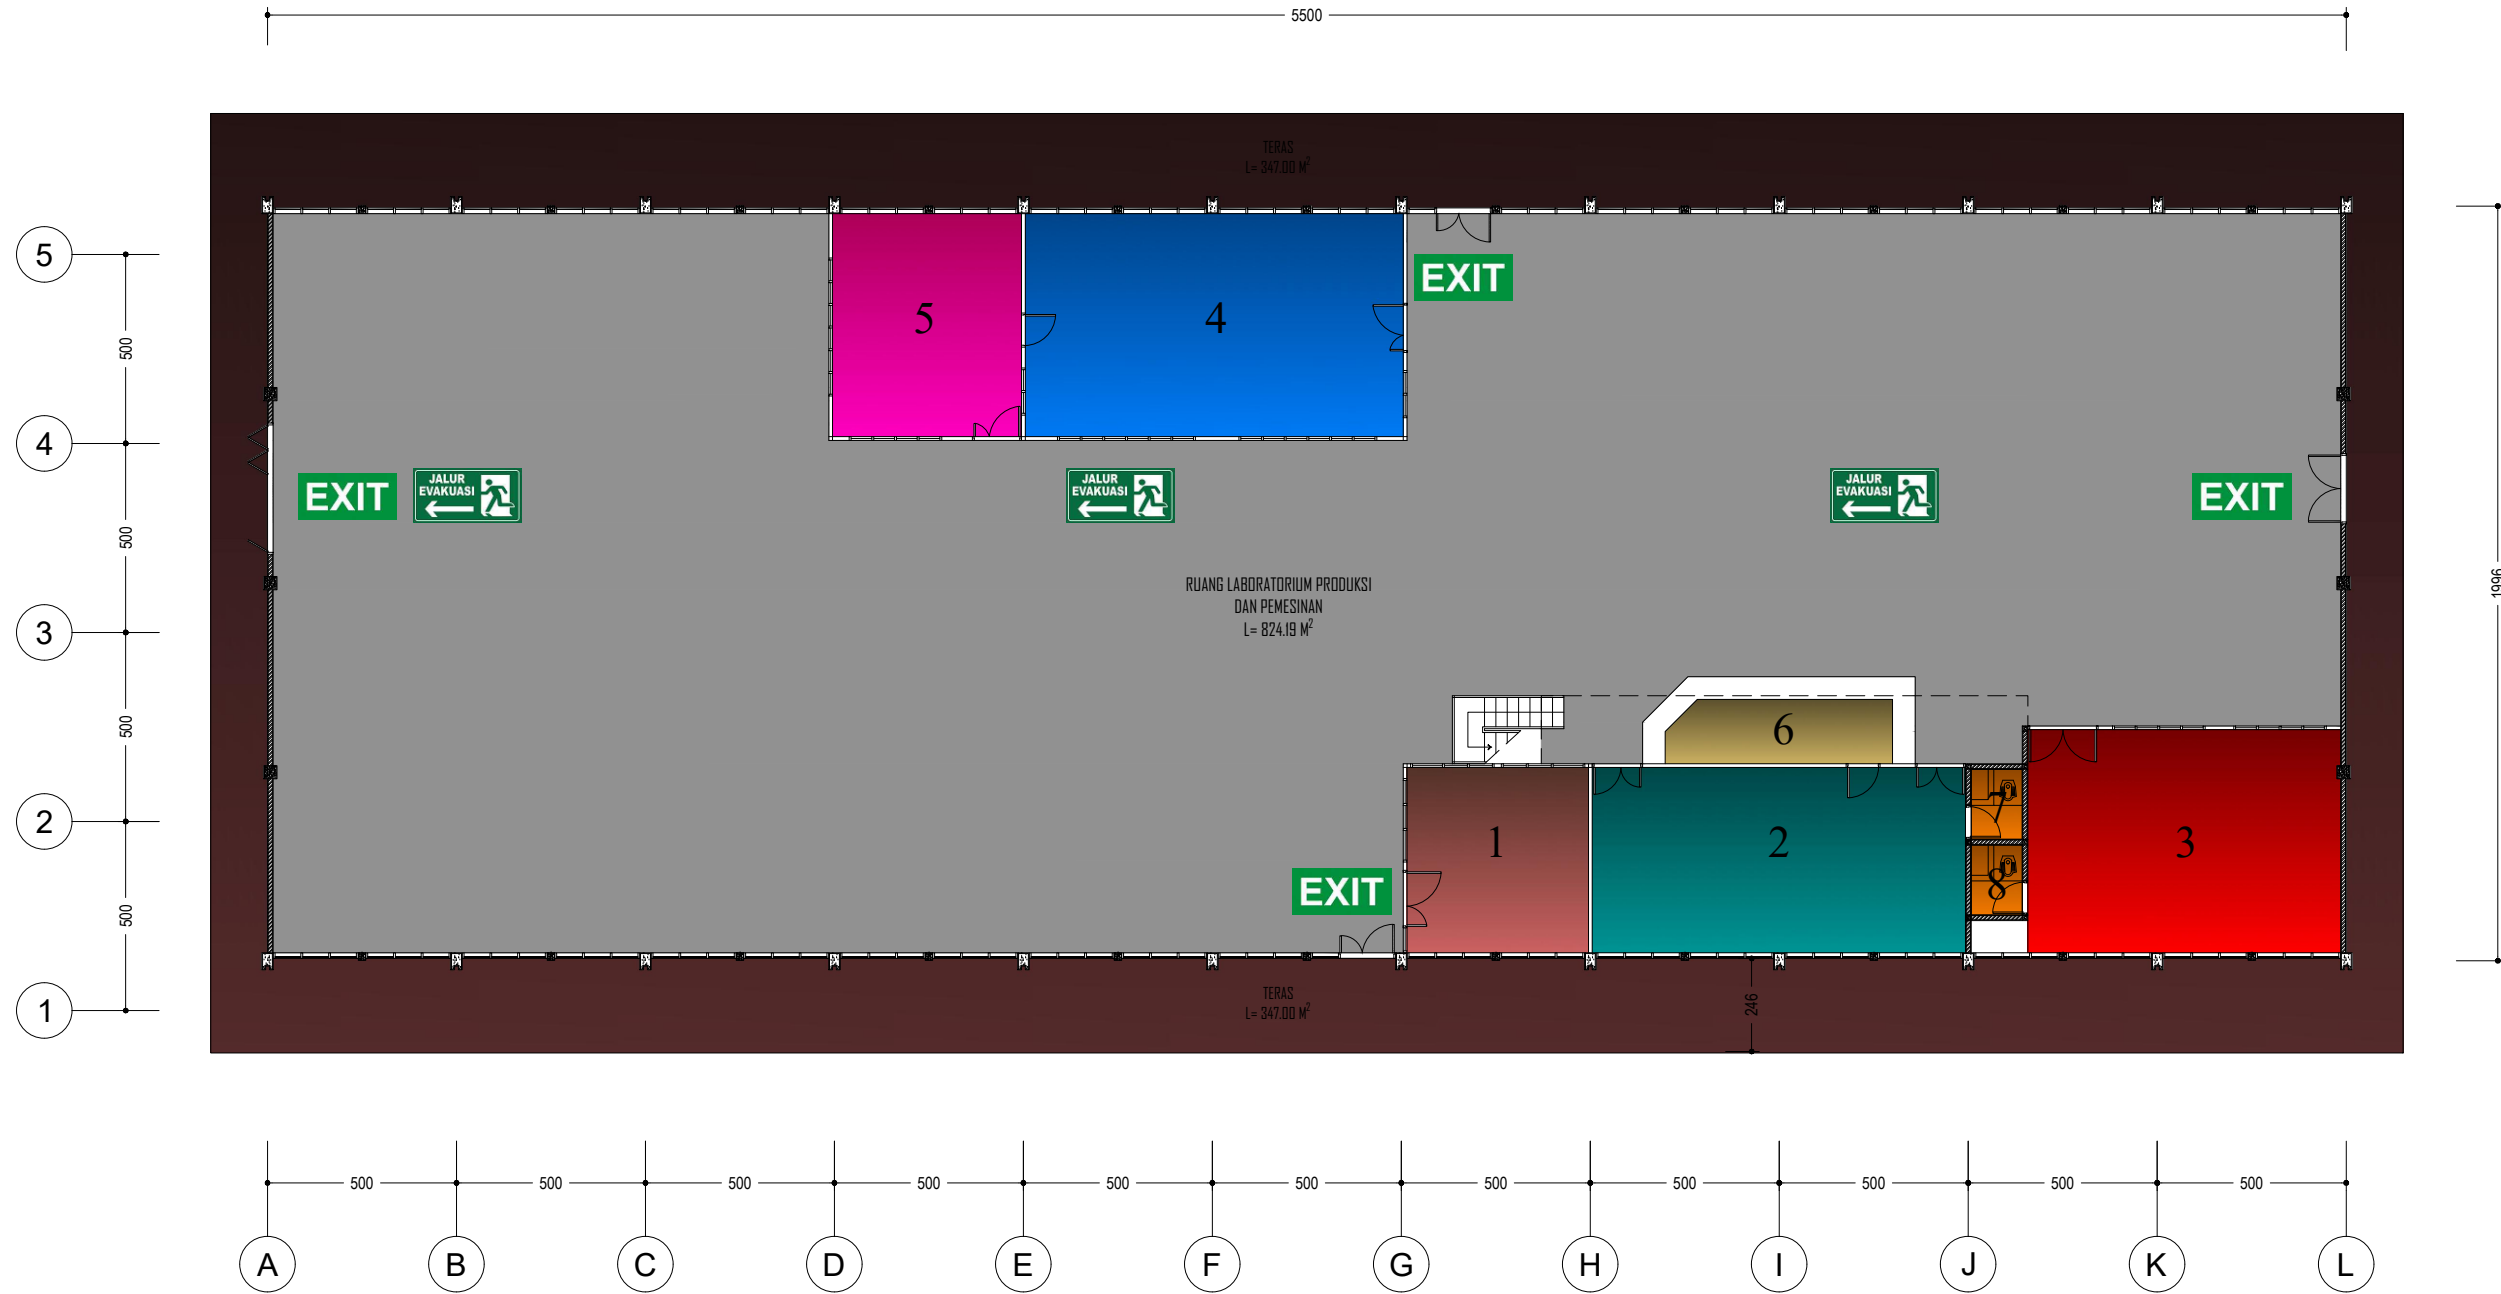 5500
TERAS
L= 347.00 M²
5
EXIT
5
4
500
4
JALUR
EVAKUASI
JALUR
EVAKUASI
JALUR
EVAKUASI
EXIT
EXIT
500
1996
RUANG LABORATORIUM PRODUKSI
DAN PEMESINAN
L= 824.19 M²
3
500
6
7
2
1
2
3
EXIT
8
500
TERAS
L= 347.00 M²
246
1
500
500
500
500
500
500
500
500
500
500
500
A
B
C
D
E
F
G
H
I
J
K
L